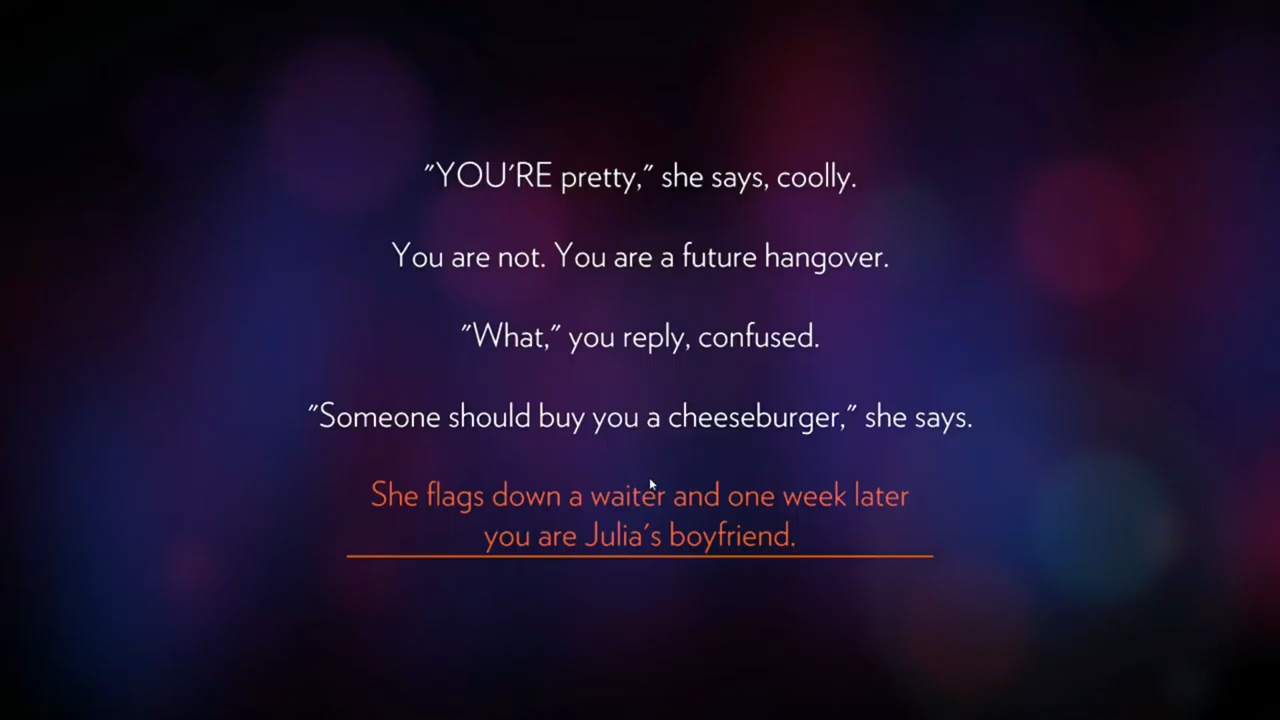 "YOU'RE pretty," she says, coolly.
You are not. You are a future hangover.
"What," you reply, confused.
"Someone should buy you a cheeseburger," she says.
She flags down a waiter and one week later
you are Julia's boyfriend.